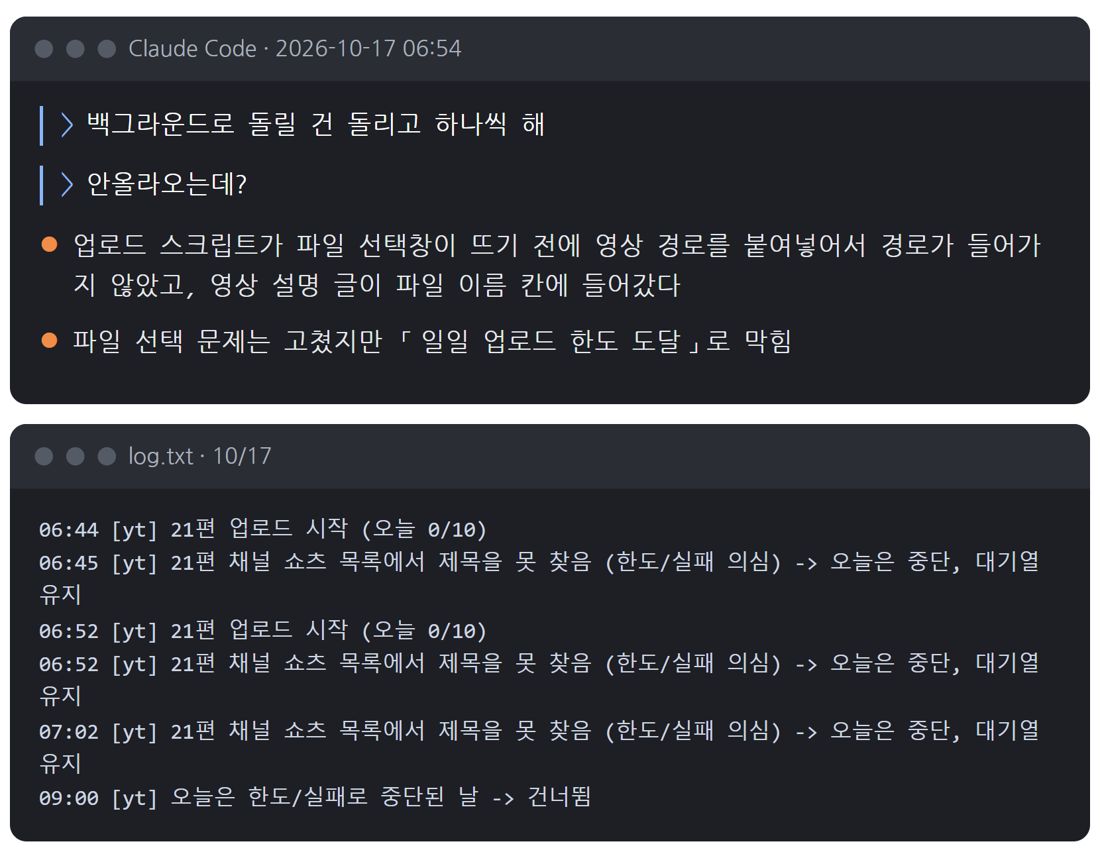 Claude Code · 2026-10-17 06:54
> 백그라운드로 돌릴 건 돌리고 하나씩 해
> 안올라오는데?
● 업로드 스크립트가 파일 선택창이 뜨기 전에 영상 경로를 붙여넣어서 경로가 들어가
지 않았고, 영상 설명 글이 파일 이름 칸에 들어갔다
● 파일 선택 문제는 고쳤지만 「일일 업로드 한도 도달」로 막힘
log.txt · 10/17
06:44 [yt] 21편 업로드 시작 (오늘 0/10)
06:45 [yt] 21편 채널 쇼츠 목록에서 제목을 못 찾음 (한도/실패 의심) -> 오늘은 중단, 대기열
유지
06:52 [yt] 21편 업로드 시작 (오늘 0/10)
06:52 [yt] 21편 채널 쇼츠 목록에서 제목을 못 찾음 (한도/실패 의심) -> 오늘은 중단, 대기열
유지
07:02 [yt] 21편 채널 쇼츠 목록에서 제목을 못 찾음 (한도/실패 의심) -> 오늘은 중단, 대기열
유지
09:00 [yt] 오늘은 한도/실패로 중단된 날 -> 건너뜀